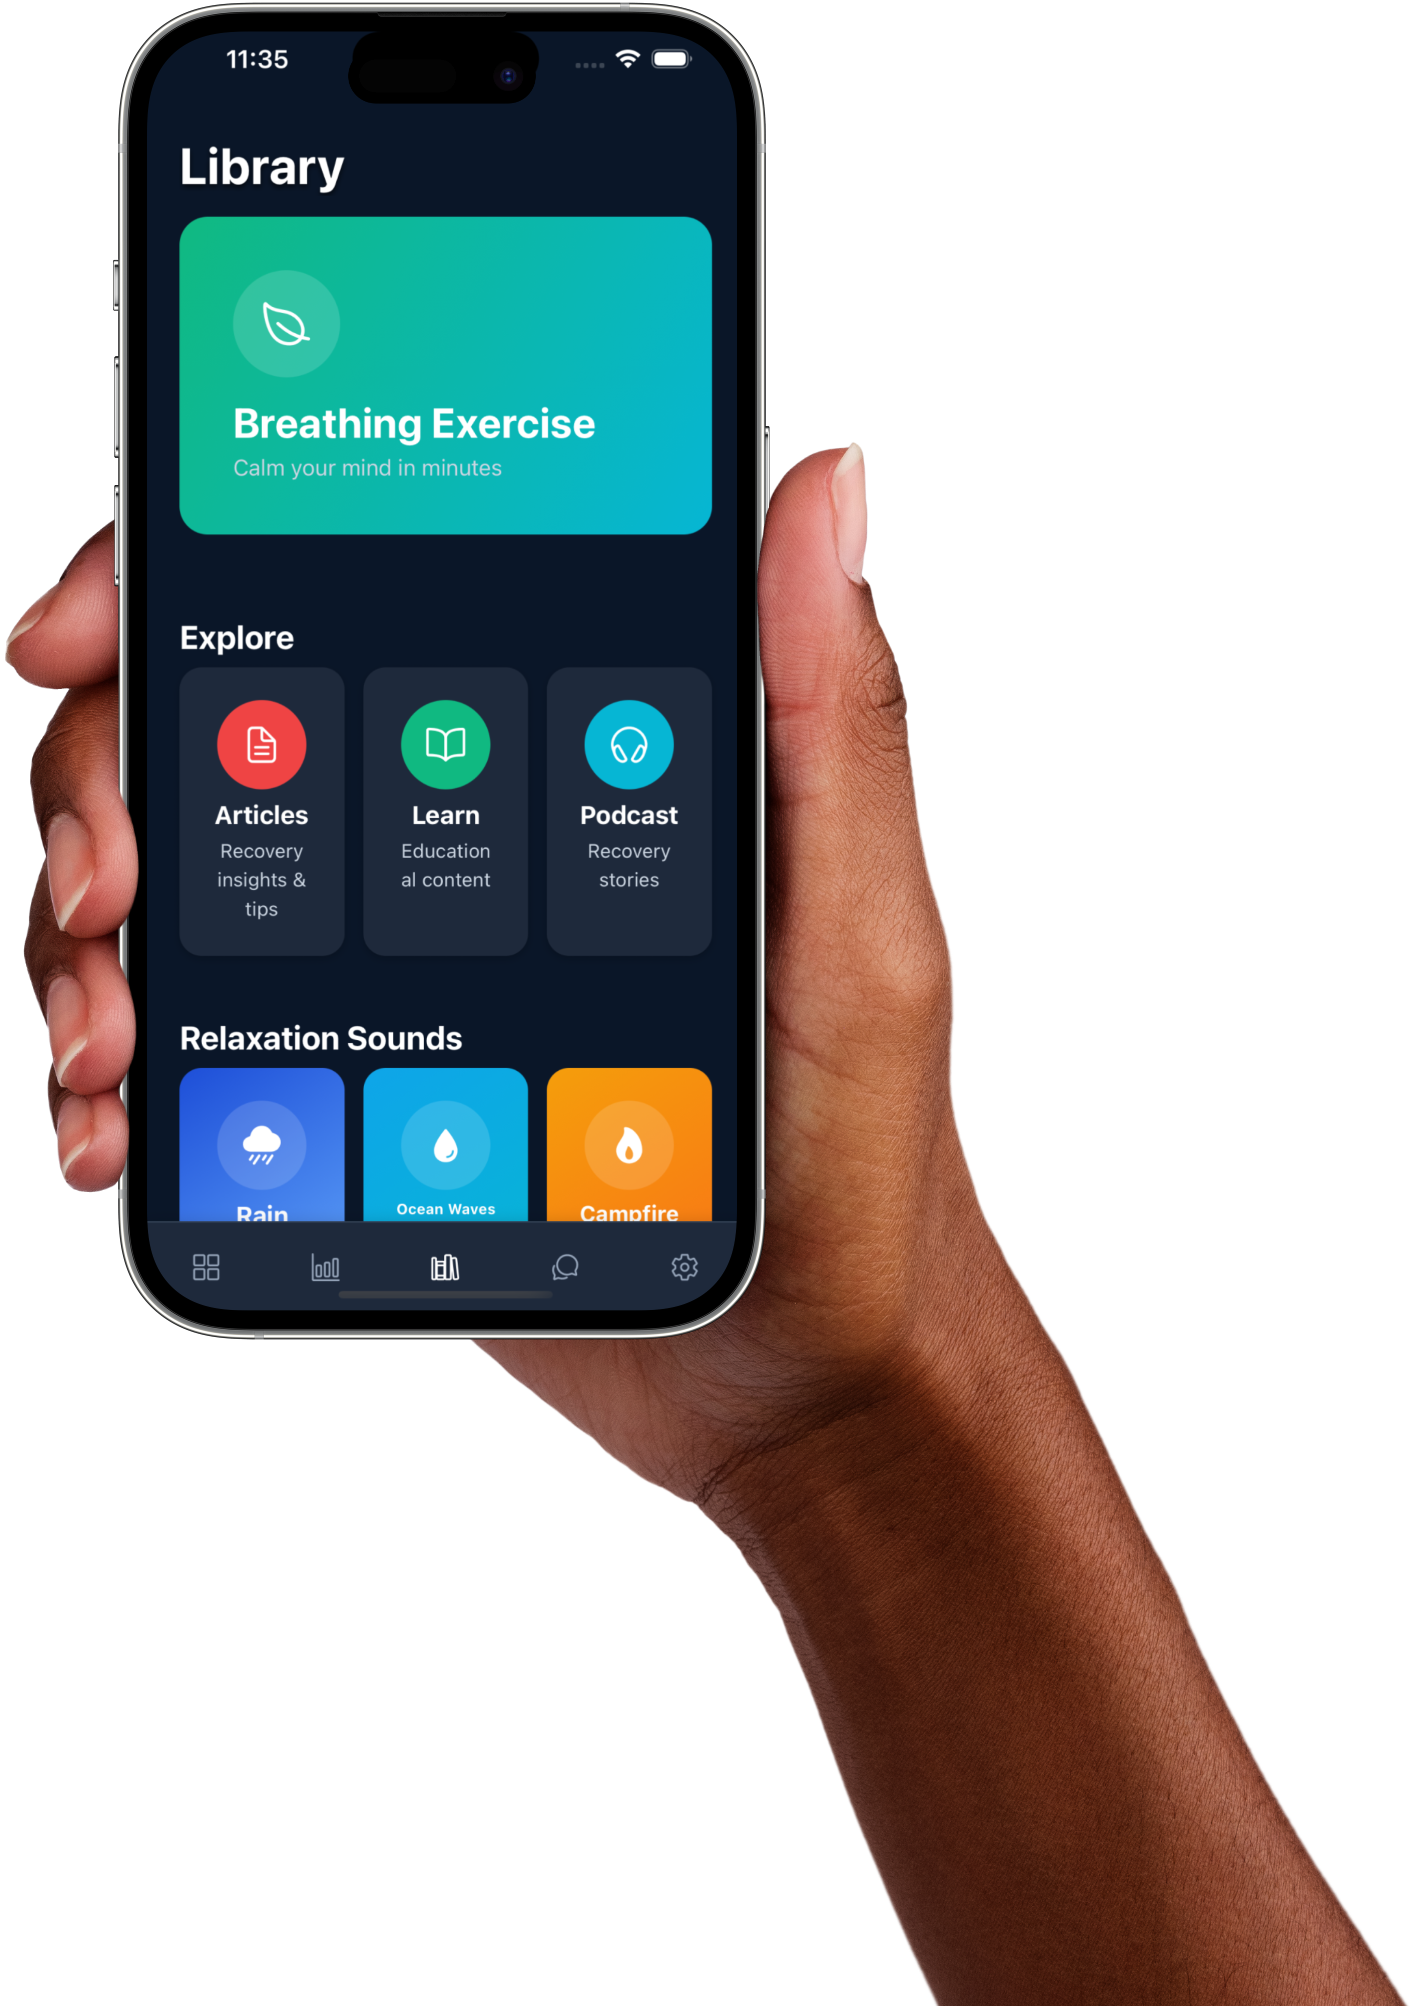 11:35
Library
Breathing Exercise
Calm your mind in minutes
Explore
Articles
Learn
Podcast
Recovery
insights &
tips
Education
al content
Recovery
stories
Relaxation Sounds
Rain
Ocean Waves
Campfire